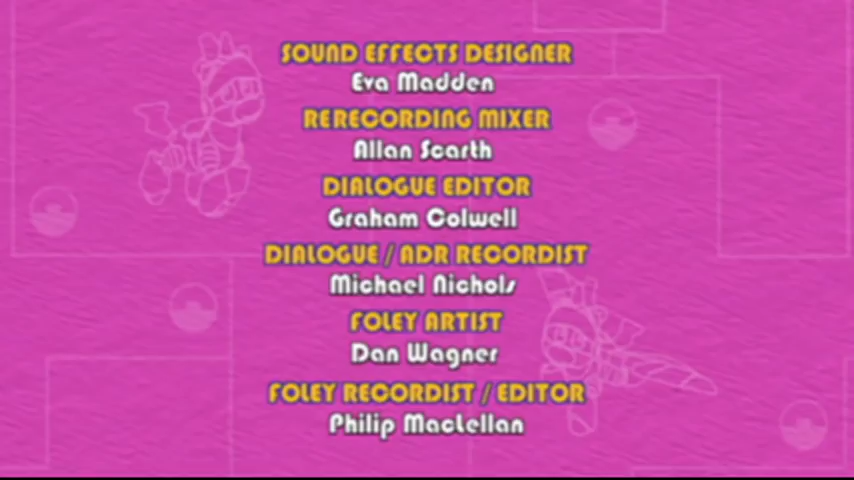 SOUND EFFECTS DESIGNER
Eva Madden
RERECORDING MIXER
Allan Scarth
DIALOGUE EDITOR
Graham Colwell
DIALOGUE / ADR RECORDIST
Michael Nichols
FOLEY ARTIST
Dan Wagner
FOLEY RECORDIST / EDITOR
Philip MacLellan